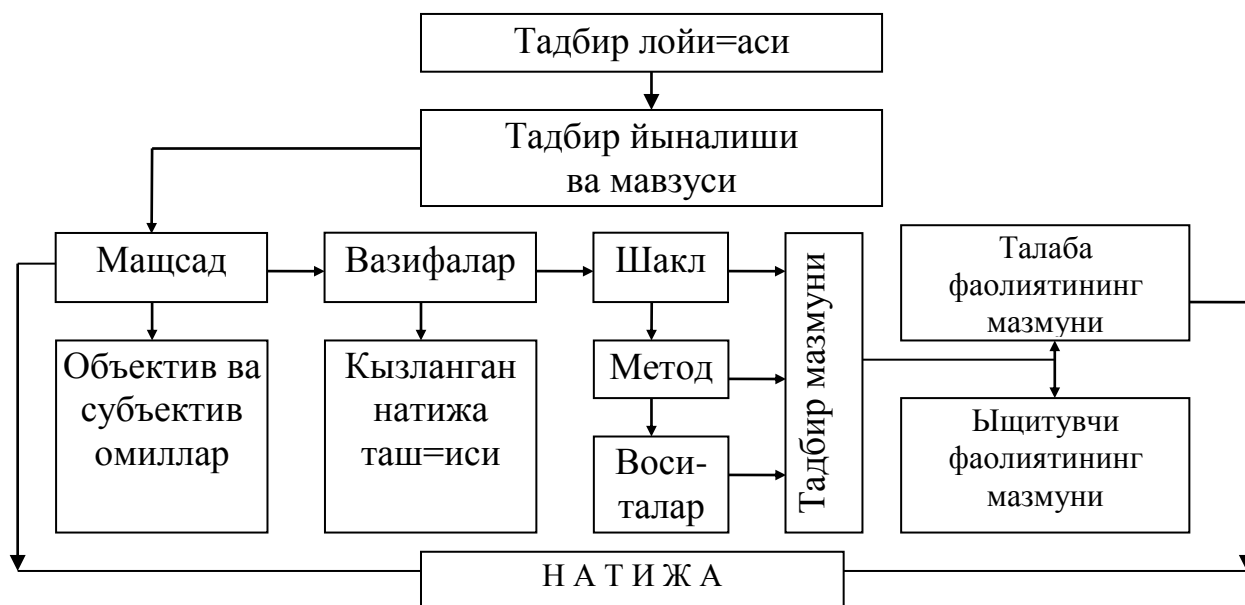 Тадбир лойи=аси
Тадбир йыналиши
ва мавзуси
Мащсад
Вазифалар
Шакл
Тадбир мазмуни
Талаба
фаолиятининг
мазмуни
Объектив ва
субъектив
омиллар
Кызланган
натижа
таш=иси
Метод
Воси-
талар
Ыщитувчи
фаолиятининг
мазмуни
Н А Т И Ж А